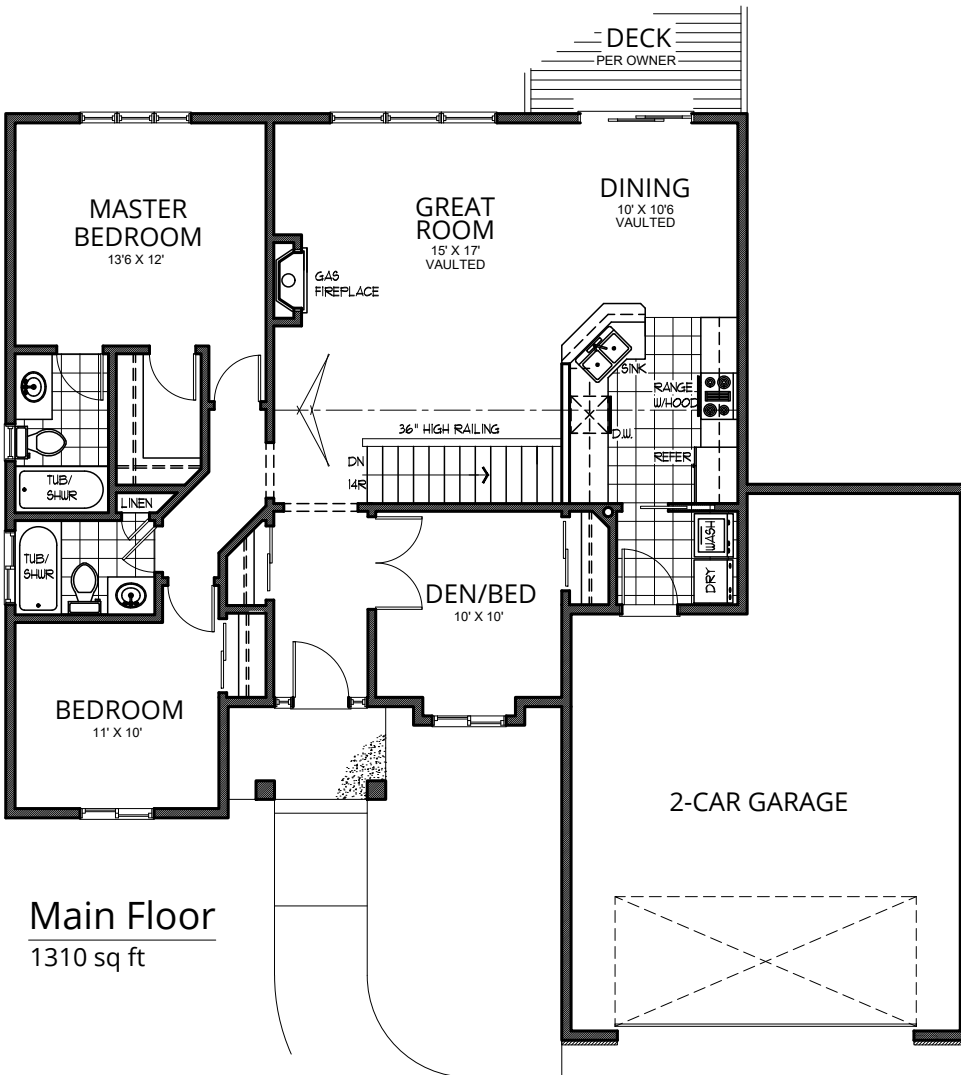 DECK
PER OWNER
MASTER
BEDROOM
13'6 X 12'
GREAT
ROOM
15' X 17'
VAULTED
DINING
10' X 10'6
VAULTED
GAS
FIREPLACE
SINK
RANGE
W/HOOD
D.W.
REFER
36" HIGH RAILING
DN
14R
TUB/
SHWR
LINEN
TUB/
SHWR
WASH
DRY
DEN/BED
10' X 10'
BEDROOM
11' X 10'
2-CAR GARAGE
Main Floor
1310 sq ft